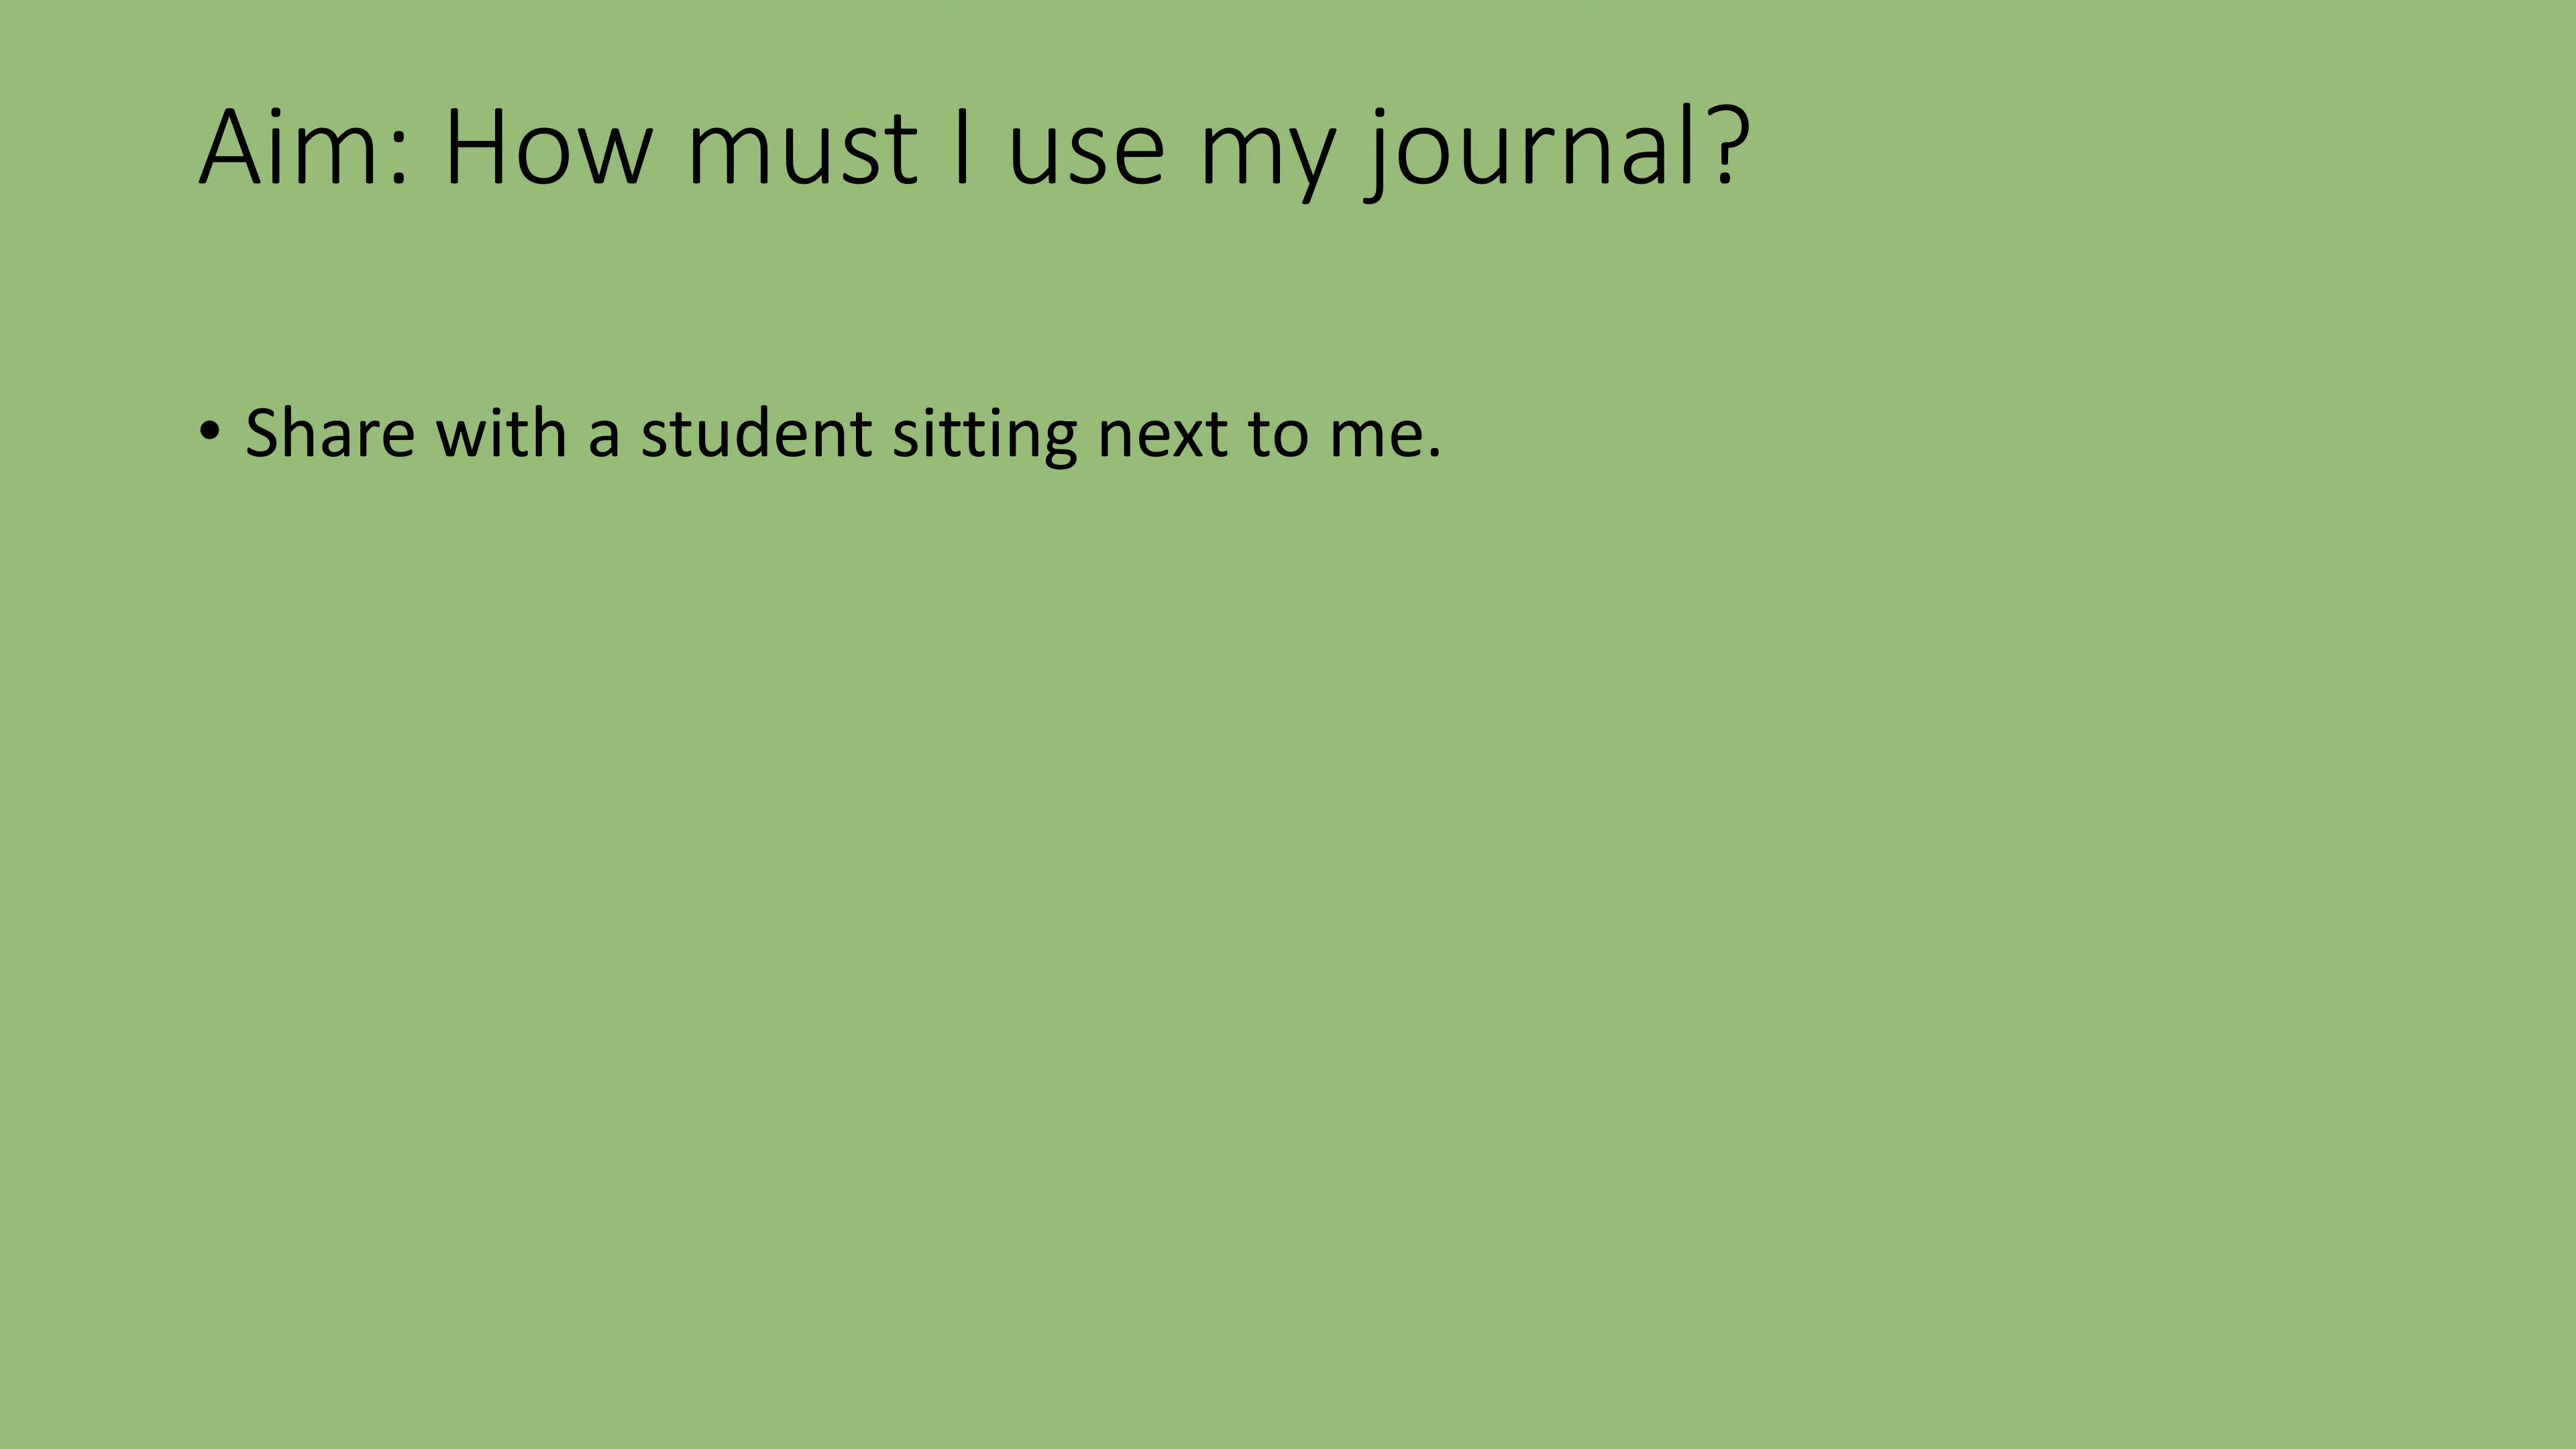 Aim: How must I use my journal?
• Share with a student sitting next to me.